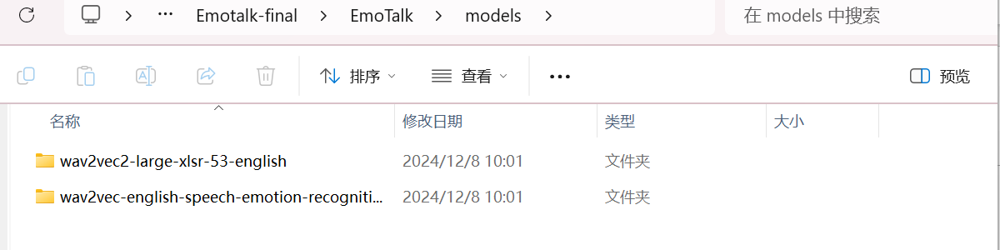 Emotalk-final EmoTalk models 在 models 中搜索
排序 查看 预览
名称 修改日期 类型 大小
wav2vec2-large-xlsr-53-english 2024/12/8 10:01 文件夹
wav2vec-english-speech-emotion-recogniti... 2024/12/8 10:01 文件夹